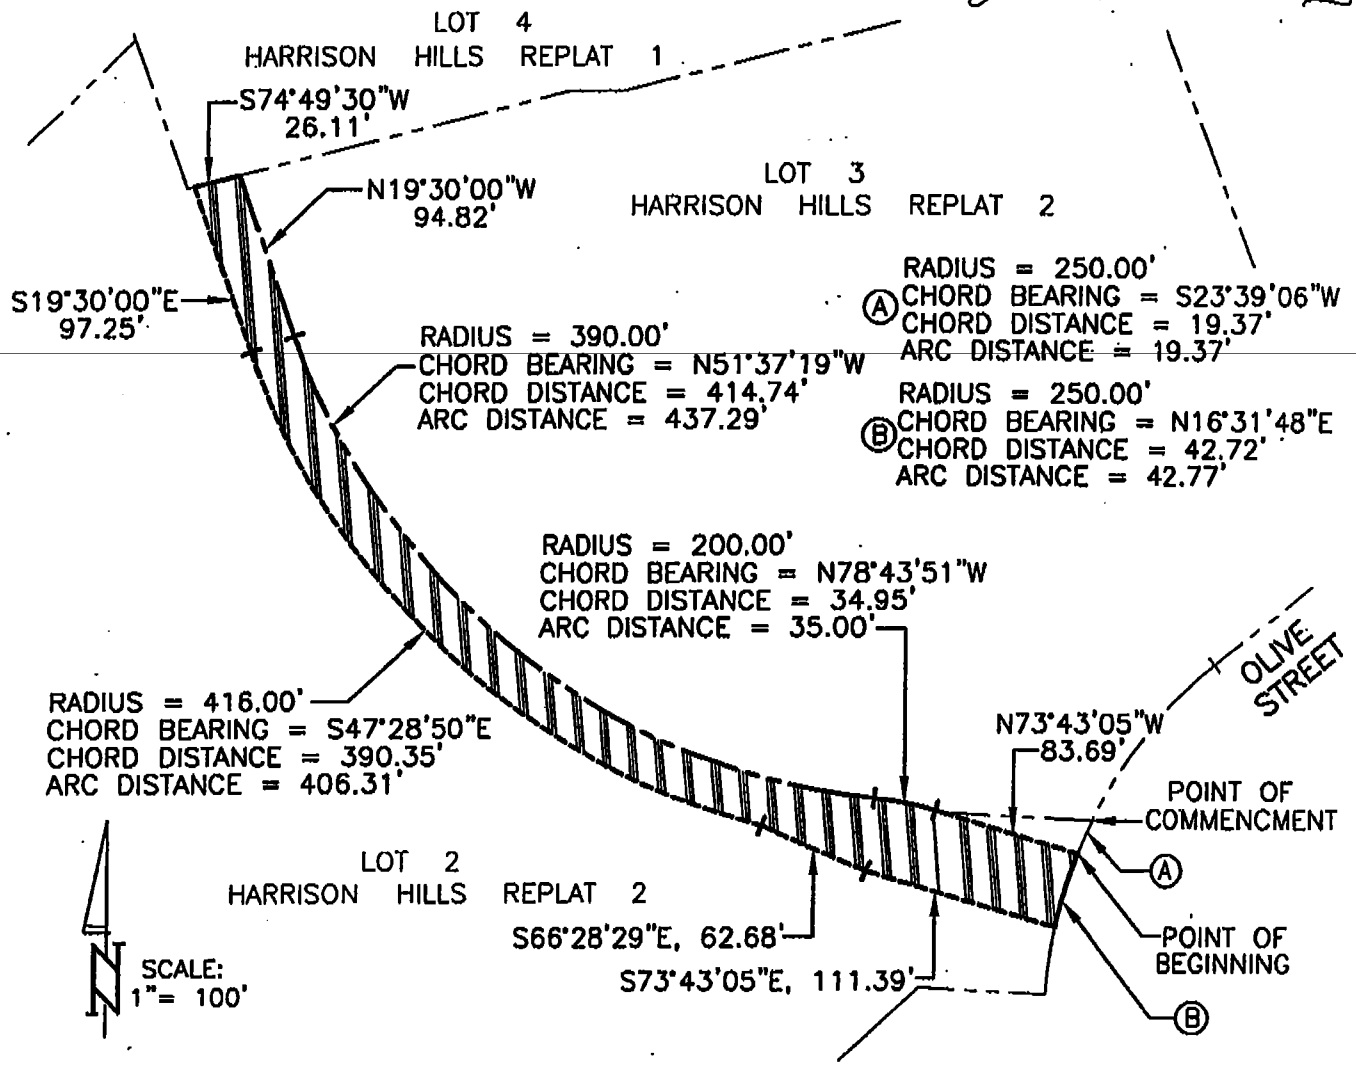 LOT 4
HARRISON HILLS REPLAT 1
S74°49'30"W
26.11'
N19°30'00"W
94.82'
LOT 3
HARRISON HILLS REPLAT 2
S19°30'00"E
97.25'
RADIUS = 390.00'
CHORD BEARING = N51°37'19"W
CHORD DISTANCE = 414.74'
ARC DISTANCE = 437.29'
A
RADIUS = 250.00'
CHORD BEARING = S23°39'06"W
CHORD DISTANCE = 19.37'
ARC DISTANCE = 19.37'
B
RADIUS = 250.00'
CHORD BEARING = N16°31'48"E
CHORD DISTANCE = 42.72'
ARC DISTANCE = 42.77'
RADIUS = 200.00'
CHORD BEARING = N78°43'51"W
CHORD DISTANCE = 34.95'
ARC DISTANCE = 35.00'
OLIVE
STREET
RADIUS = 416.00'
CHORD BEARING = S47°28'50"E
CHORD DISTANCE = 390.35'
ARC DISTANCE = 406.31'
N73°43'05"W
83.69'
POINT OF
COMMENCMENT
A
LOT 2
HARRISON HILLS REPLAT 2
S66°28'29"E, 62.68'
S73°43'05"E, 111.39'
POINT OF
BEGINNING
B
N
SCALE:
1"= 100'